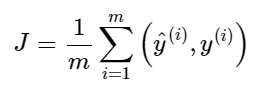 J = \frac{1}{m} \sum_{i=1}^{m} \left( \hat{y}^{(i)}, y^{(i)} \right)